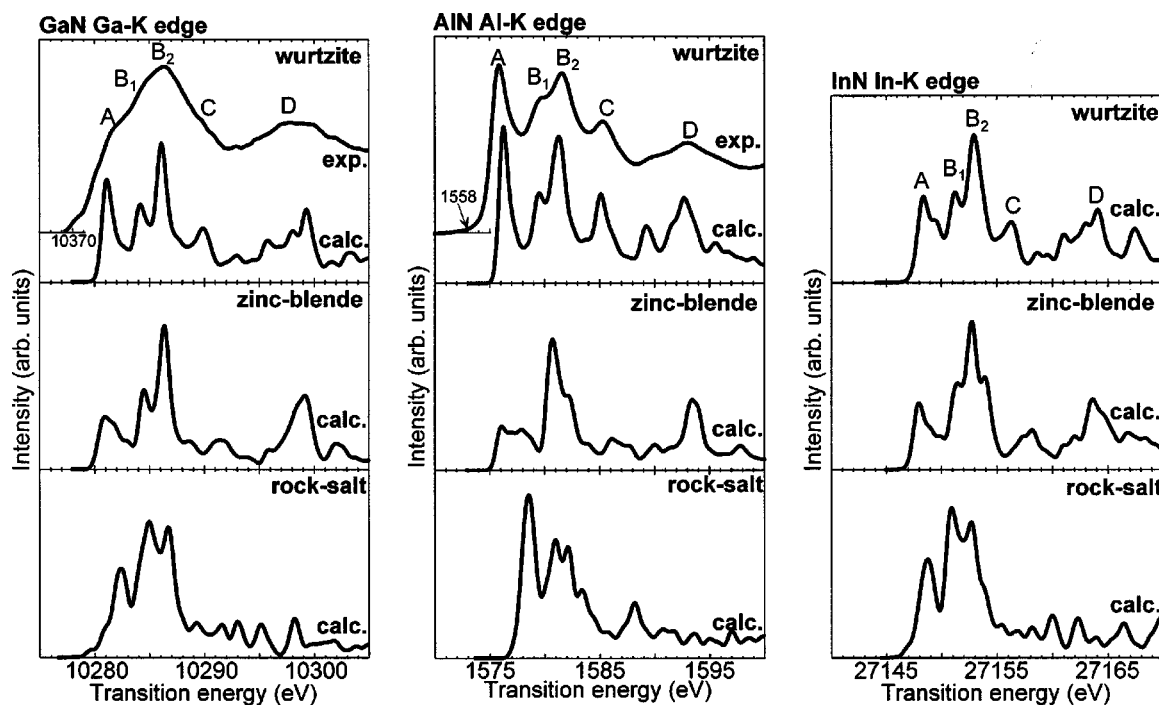 GaN Ga-K edge
wurtzite
A
B1
B2
C
D
exp.
10370
calc.
zinc-blende
calc.
rock-salt
calc.
Intensity (arb. units)
10280 10290 10300
Transition energy (eV)
AlN Al-K edge
wurtzite
A
B1
B2
C
D
exp.
1558
calc.
zinc-blende
calc.
rock-salt
calc.
Intensity (arb. units)
1575 1585 1595
Transition energy (eV)
InN In-K edge
wurtzite
A
B1
B2
C
D
calc.
zinc-blende
calc.
rock-salt
calc.
Intensity (arb. units)
27145 27155 27165
Transition energy (eV)